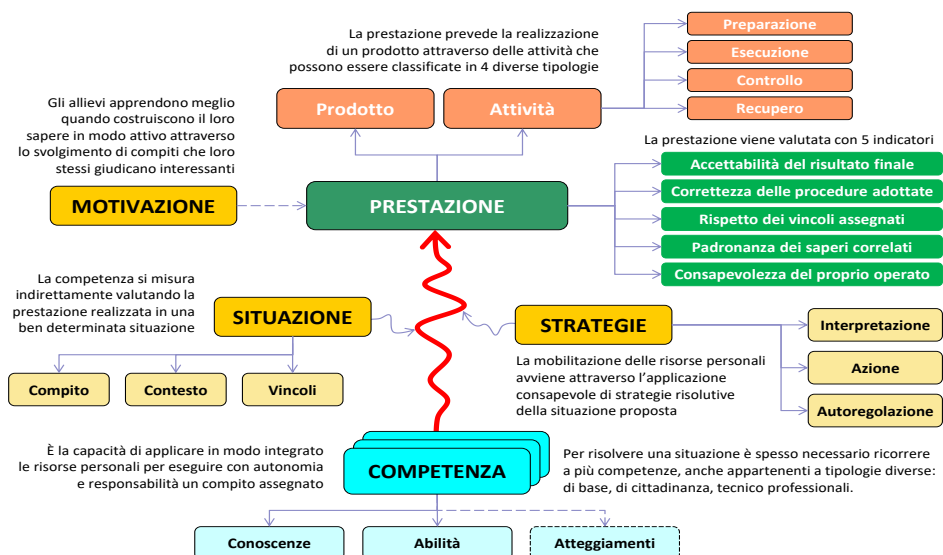 La prestazione prevede la realizzazione
di un prodotto attraverso delle attività che
possono essere classificate in 4 diverse tipologie
Preparazione
Esecuzione
Controllo
Recupero
Prodotto
Attività
Gli allievi apprendono meglio
quando costruiscono il loro
sapere in modo attivo attraverso
lo svolgimento di compiti che loro
stessi giudicano interessanti
La prestazione viene valutata con 5 indicatori
Accettabilità del risultato finale
Correttezza delle procedure adottate
Rispetto dei vincoli assegnati
Padronanza dei saperi correlati
Consapevolezza del proprio operato
MOTIVAZIONE
PRESTAZIONE
La competenza si misura
indirettamente valutando la
prestazione realizzata in una
ben determinata situazione
SITUAZIONE
STRATEGIE
Interpretazione
Azione
Autoregolazione
La mobilitazione delle risorse personali
avviene attraverso l'applicazione
consapevole di strategie risolutive
della situazione proposta
Compito
Contesto
Vincoli
È la capacità di applicare in modo integrato
le risorse personali per eseguire con autonomia
e responsabilità un compito assegnato
COMPETENZA
Per risolvere una situazione è spesso necessario ricorrere
a più competenze, anche appartenenti a tipologie diverse:
di base, di cittadinanza, tecnico professionali.
Conoscenze
Abilità
Atteggiamenti